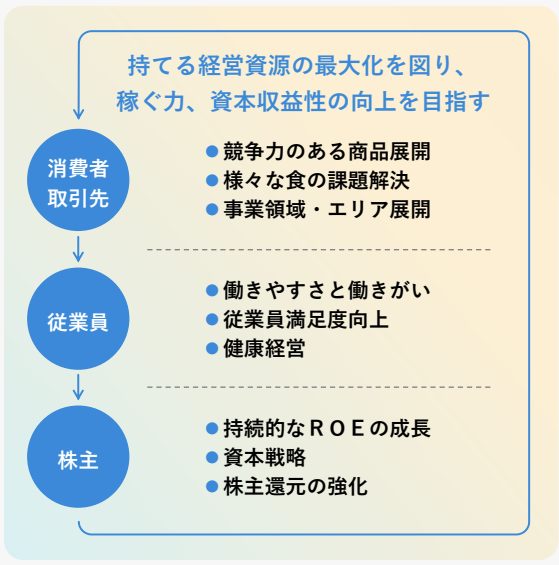 持てる経営資源の最大化を図り、
稼ぐ力、資本収益性の向上を目指す
消費者
取引先
●競争力のある商品展開
●様々な食の課題解決
●事業領域・エリア展開
従業員
●働きやすさと働きがい
●従業員満足度向上
●健康経営
株主
●持続的なＲＯＥの成長
●資本戦略
●株主還元の強化